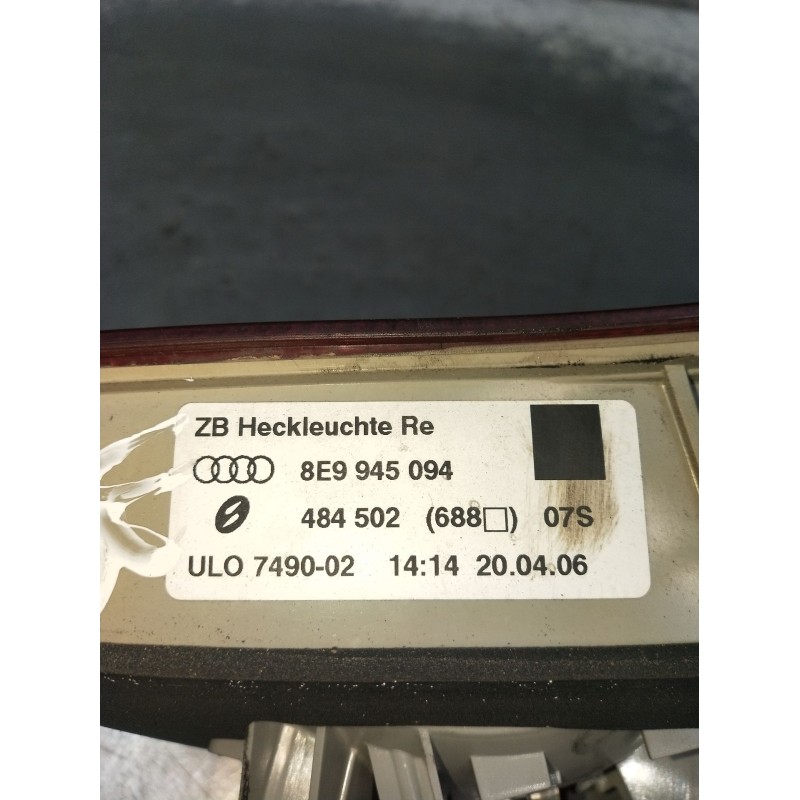 ZB Heckleuchte Re
8E9 945 094
484 502 (688□) 07S
ULO 7490-02 14:14 20.04.06